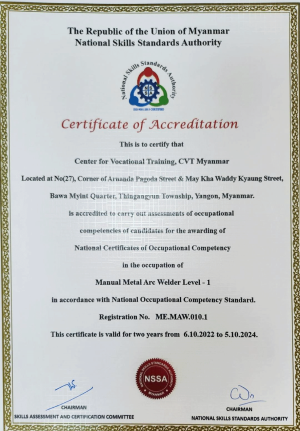 The Republic of the Union of Myanmar
National Skills Standards Authority
National Skills Standards Authority
Certificate of Accreditation
This is to certify that
Center for Vocational Training, CVT Myanmar
Located at No(27), Corner of Arnanda Pagoda Street & May Kha Waddy Kyaung Street,
Bawa Myint Quarter, Thingangyun Township, Yangon, Myanmar.
is accredited to carry out assessments of occupational
competencies of candidates for the awarding of
National Certificates of Occupational Competency
in the occupation of
Manual Metal Arc Welder Level - 1
in accordance with National Occupational Competency Standard.
Registration No. ME.MAW.010.1
This certificate is valid for two years from 6.10.2022 to 5.10.2024.
NSSA
CHAIRMAN
SKILLS ASSESSMENT AND CERTIFICATION COMMITTEE
CHAIRMAN
NATIONAL SKILLS STANDARDS AUTHORITY